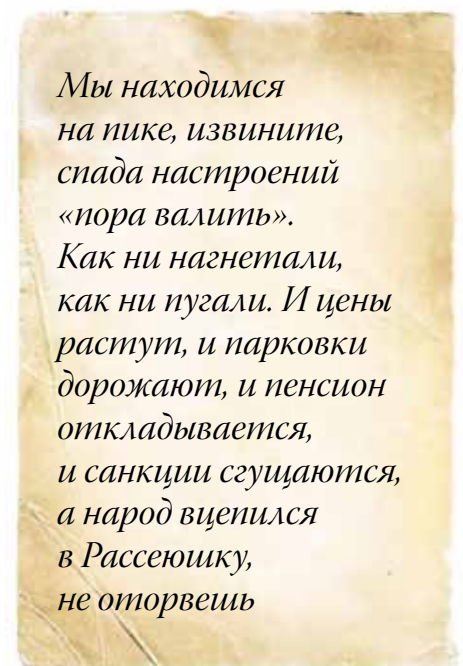 Мы находимся
на пике, извините,
спада настроений
«пора валить».
Как ни нагнетали,
как ни пугали. И цены
растут, и парковки
дорожают, и пенсион
откладывается,
и санкции сгущаются,
а народ вцепился
в Рассеюшку,
не оторвешь